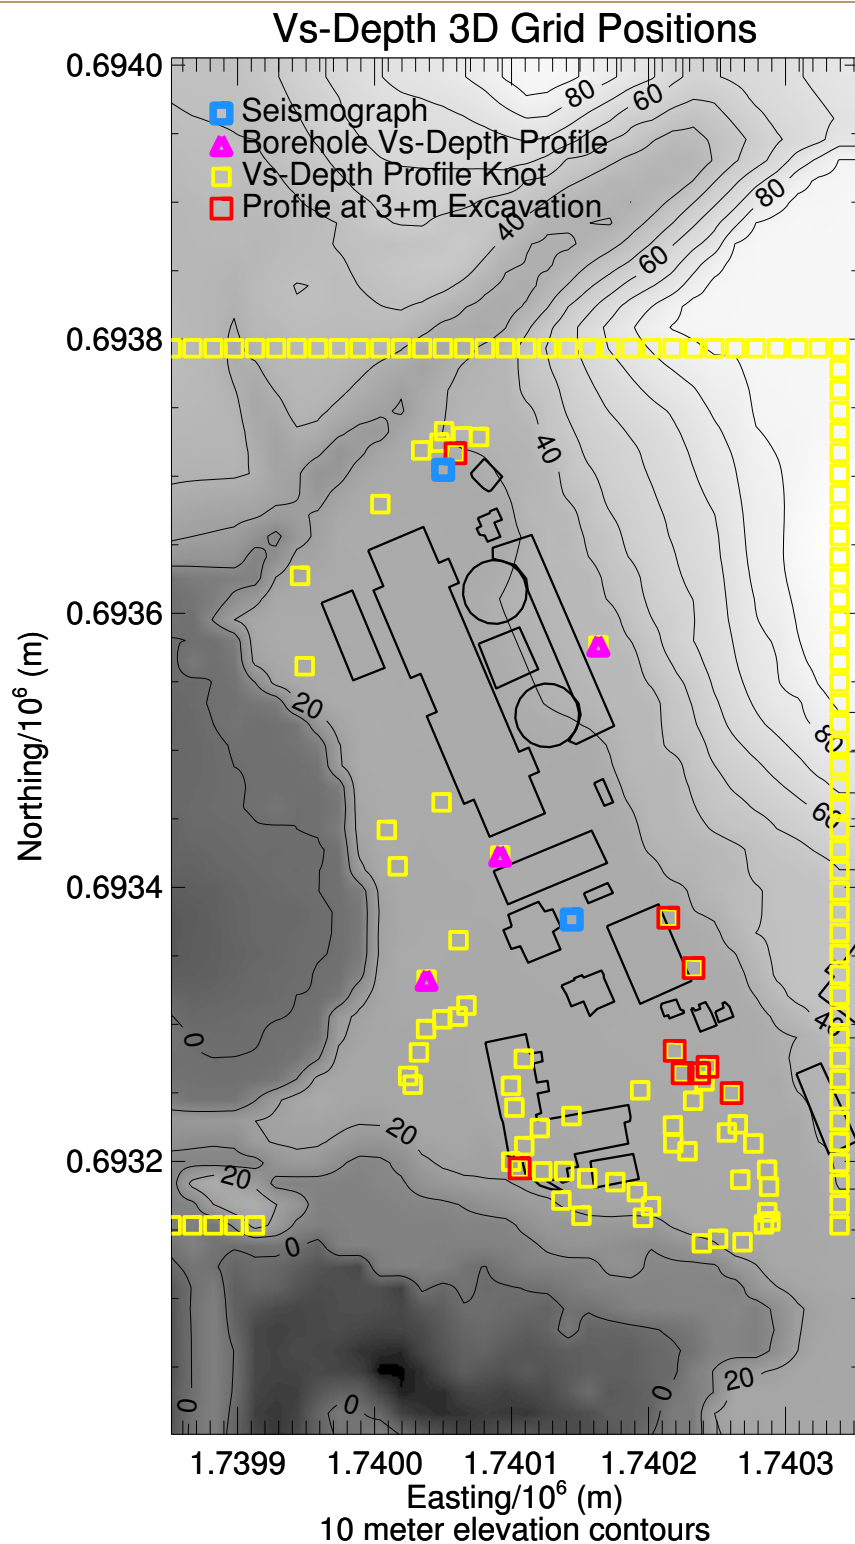 Vs-Depth 3D Grid Positions
0.6940
80
60
Seismograph
Borehole Vs-Depth Profile
Vs-Depth Profile Knot
80
Profile at 3+m Excavation
40
60
0.6938
40
0.6936
20
80
60
0.6934
40
0
20
0.6932
20
0
20
0
0
0
Northing/10⁶ (m)
1.7399 1.7400 1.7401 1.7402 1.7403
Easting/10⁶ (m)
10 meter elevation contours